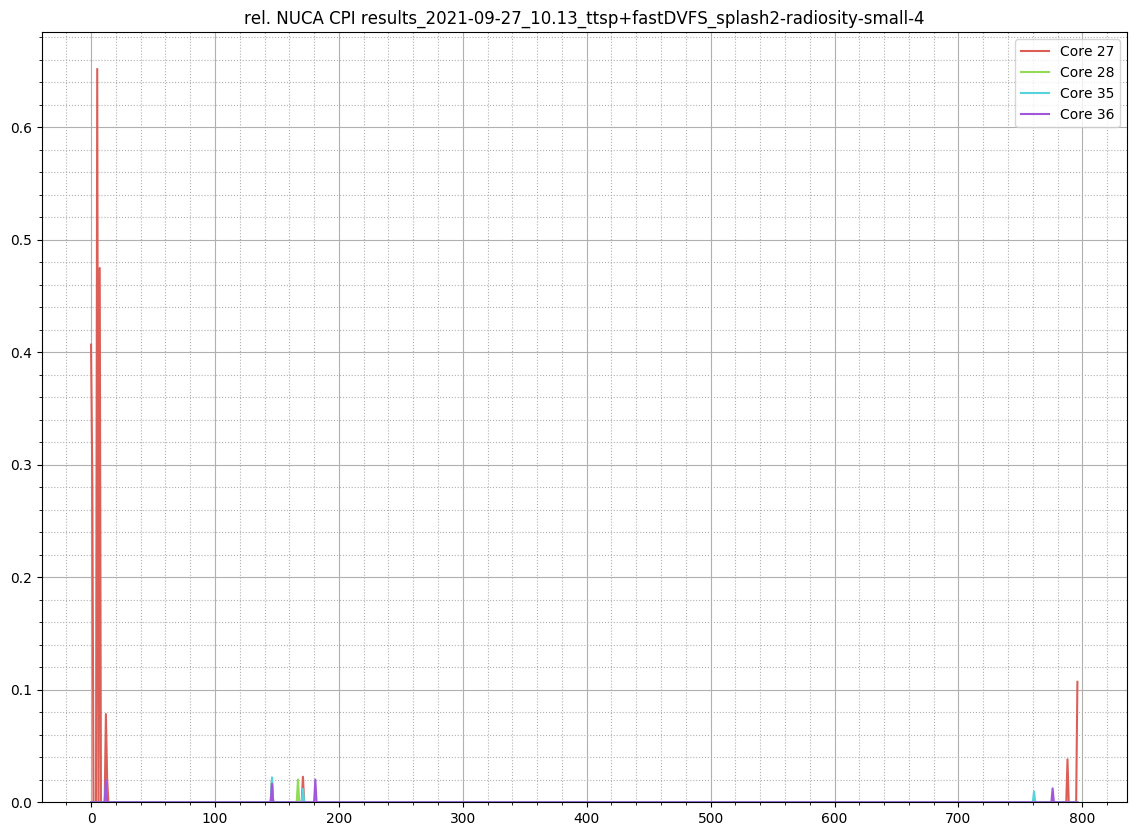 rel. NUCA CPI results_2021-09-27_10.13_ttsp+fastDVFS_splash2-radiosity-small-4
Core 27
Core 28
Core 35
Core 36
0.6
0.5
0.4
0.3
0.2
0.1
0.0
0 100 200 300 400 500 600 700 800